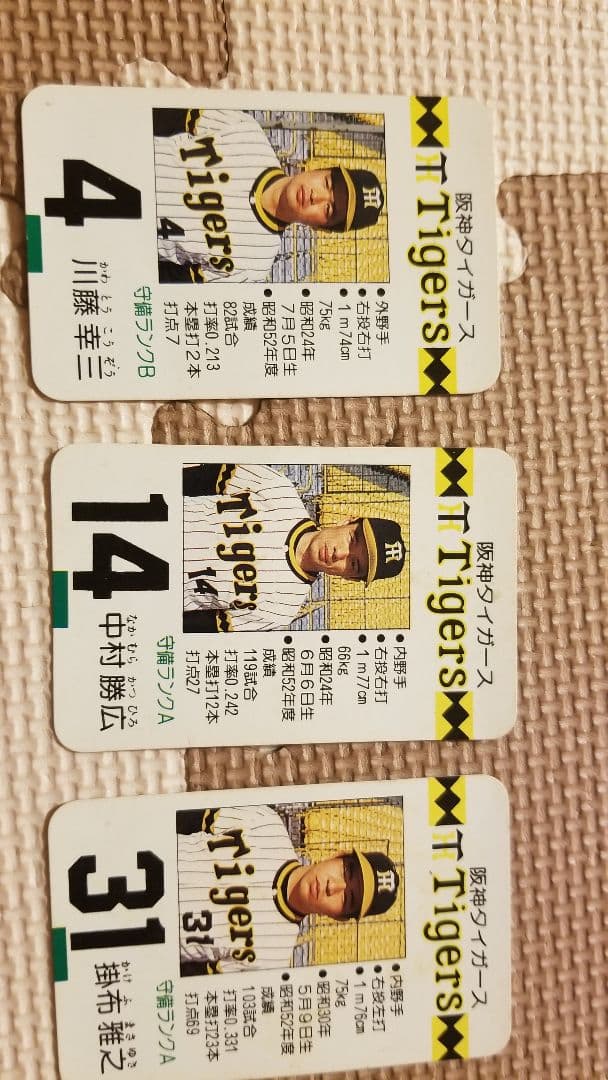 阪神タイガース
Tigers
Tigers
4
外野手
右投右打
1m74cm
75kg
昭和24年
7月5日生
昭和52年度
成績
82試合
打率0.213
本塁打2本
打点7
守備ランクB
4
かわ とう こう ぞう
川藤 幸三
阪神タイガース
Tigers
Tigers
14
内野手
右投右打
1m77cm
66kg
昭和24年
6月6日生
昭和52年度
成績
119試合
打率0.242
本塁打12本
打点27
守備ランクA
14
なか むら かつ ひろ
中村 勝広
阪神タイガース
Tigers
Tigers
31
内野手
右投左打
1m76cm
75kg
昭和30年
5月9日生
昭和52年度
成績
103試合
打率0.331
本塁打23本
打点69
守備ランクA
31
かけ ふ まさ ゆき
掛布 雅之